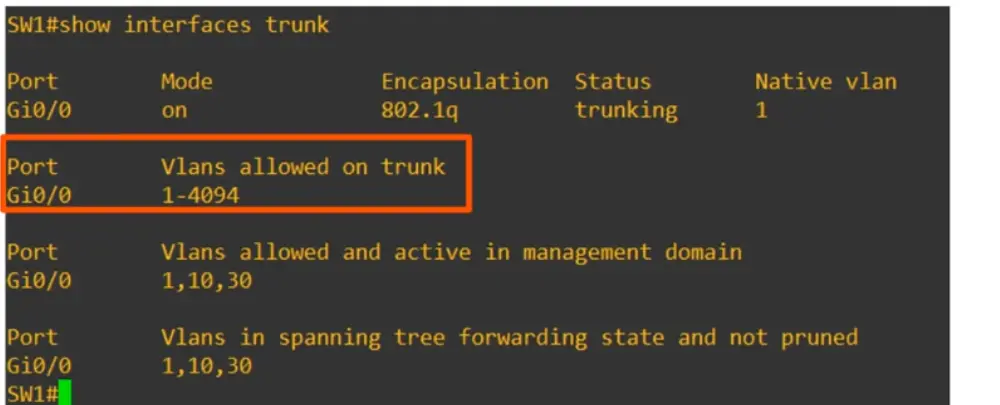 SW1#show interfaces trunk
Port Mode Encapsulation Status Native vlan
Gi0/0 on 802.1q trunking 1
Port Vlans allowed on trunk
Gi0/0 1-4094
Port Vlans allowed and active in management domain
Gi0/0 1,10,30
Port Vlans in spanning tree forwarding state and not pruned
Gi0/0 1,10,30
SW1#